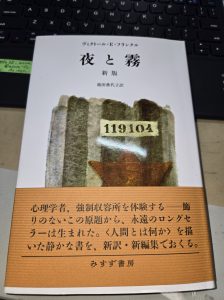 ヴィクトール・E・フランクル
夜と霧
新版
池田香代子訳
119104
心理学者、強制収容所を体験する――飾
りのないこの原題から、永遠のロングセ
ラーは生まれた。〈人間とは何か〉を描
いた静かな書を、新訳・新編集でおくる。
みすず書房